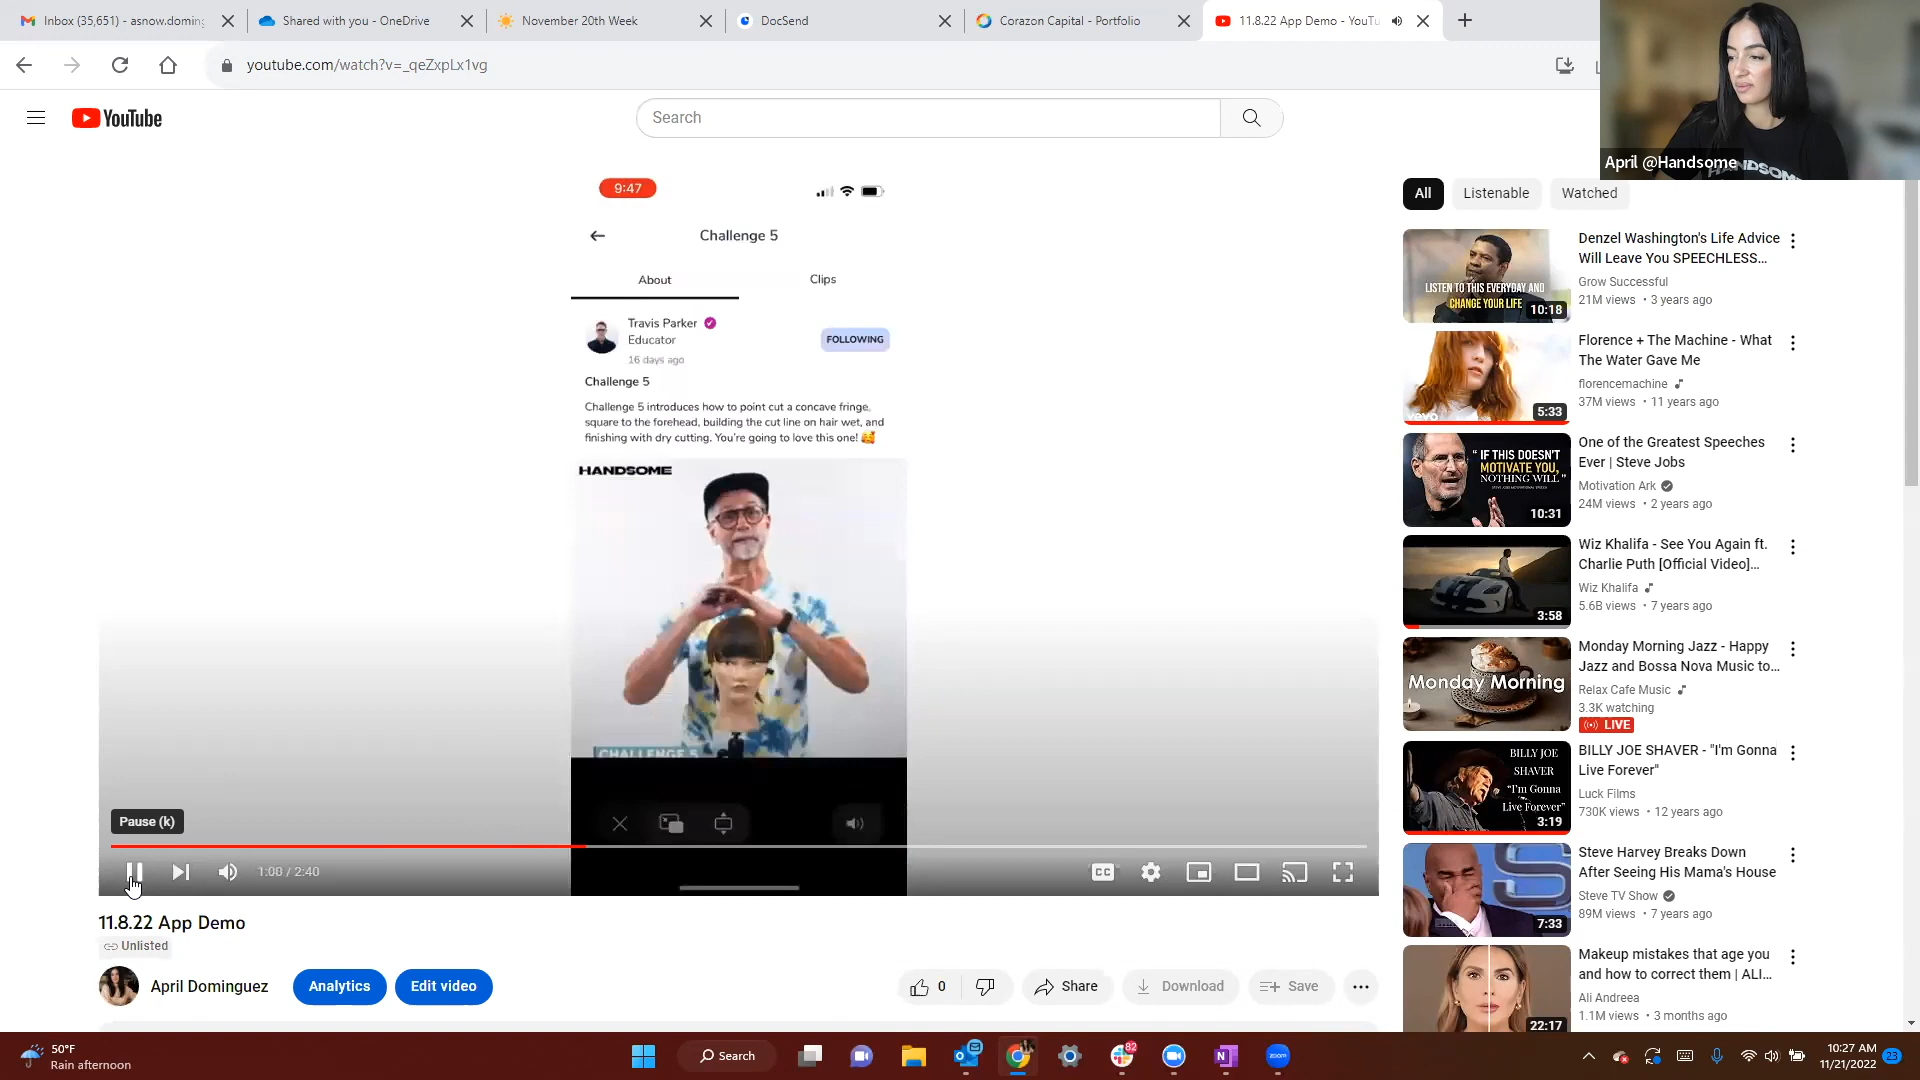 Inbox (35,651) - asnow.doming
Shared with you - OneDrive
November 20th Week
DocSend
Corazon Capital - Portfolio
11.8.22 App Demo - YouTu
youtube.com/watch?v=_qeZxpLx1vg
YouTube
Search
April @Handsome
HANDSOM
9:47
Challenge 5
About
Clips
Travis Parker
Educator
16 days ago
FOLLOWING
Challenge 5
Challenge 5 introduces how to point cut a concave fringe,
square to the forehead, building the cut line on hair wet, and
finishing with dry cutting. You're going to love this one! 🥰
HANDSOME
CHALLENGE 5
Pause (k)
1:00 / 2:40
CC
11.8.22 App Demo
Unlisted
April Dominguez
Analytics
Edit video
0
Share
Download
Save
All
Listenable
Watched
LISTEN TO THIS EVERYDAY AND
CHANGE YOUR LIFE
10:18
Denzel Washington's Life Advice
Will Leave You SPEECHLESS...
Grow Successful
21M views • 3 years ago
vevo
5:33
Florence + The Machine - What
The Water Gave Me
florencemachine
37M views • 11 years ago
"IF THIS DOESN'T
MOTIVATE YOU,
NOTHING WILL"
10:31
One of the Greatest Speeches
Ever | Steve Jobs
Motivation Ark
24M views • 2 years ago
3:58
Wiz Khalifa - See You Again ft.
Charlie Puth [Official Video]...
Wiz Khalifa
5.6B views • 7 years ago
Monday Morning
Monday Morning Jazz - Happy
Jazz and Bossa Nova Music to...
Relax Cafe Music
3.3K watching
LIVE
BILLY JOE
SHAVER
"I'm Gonna
Live Forever"
3:19
BILLY JOE SHAVER - "I'm Gonna
Live Forever"
Luck Films
730K views • 12 years ago
7:33
Steve Harvey Breaks Down
After Seeing His Mama's House
Steve TV Show
89M views • 7 years ago
22:17
Makeup mistakes that age you
and how to correct them | ALI...
Ali Andreea
1.1M views • 3 months ago
50°F
Rain afternoon
Search
82
zoom
10:27 AM
11/21/2022
23